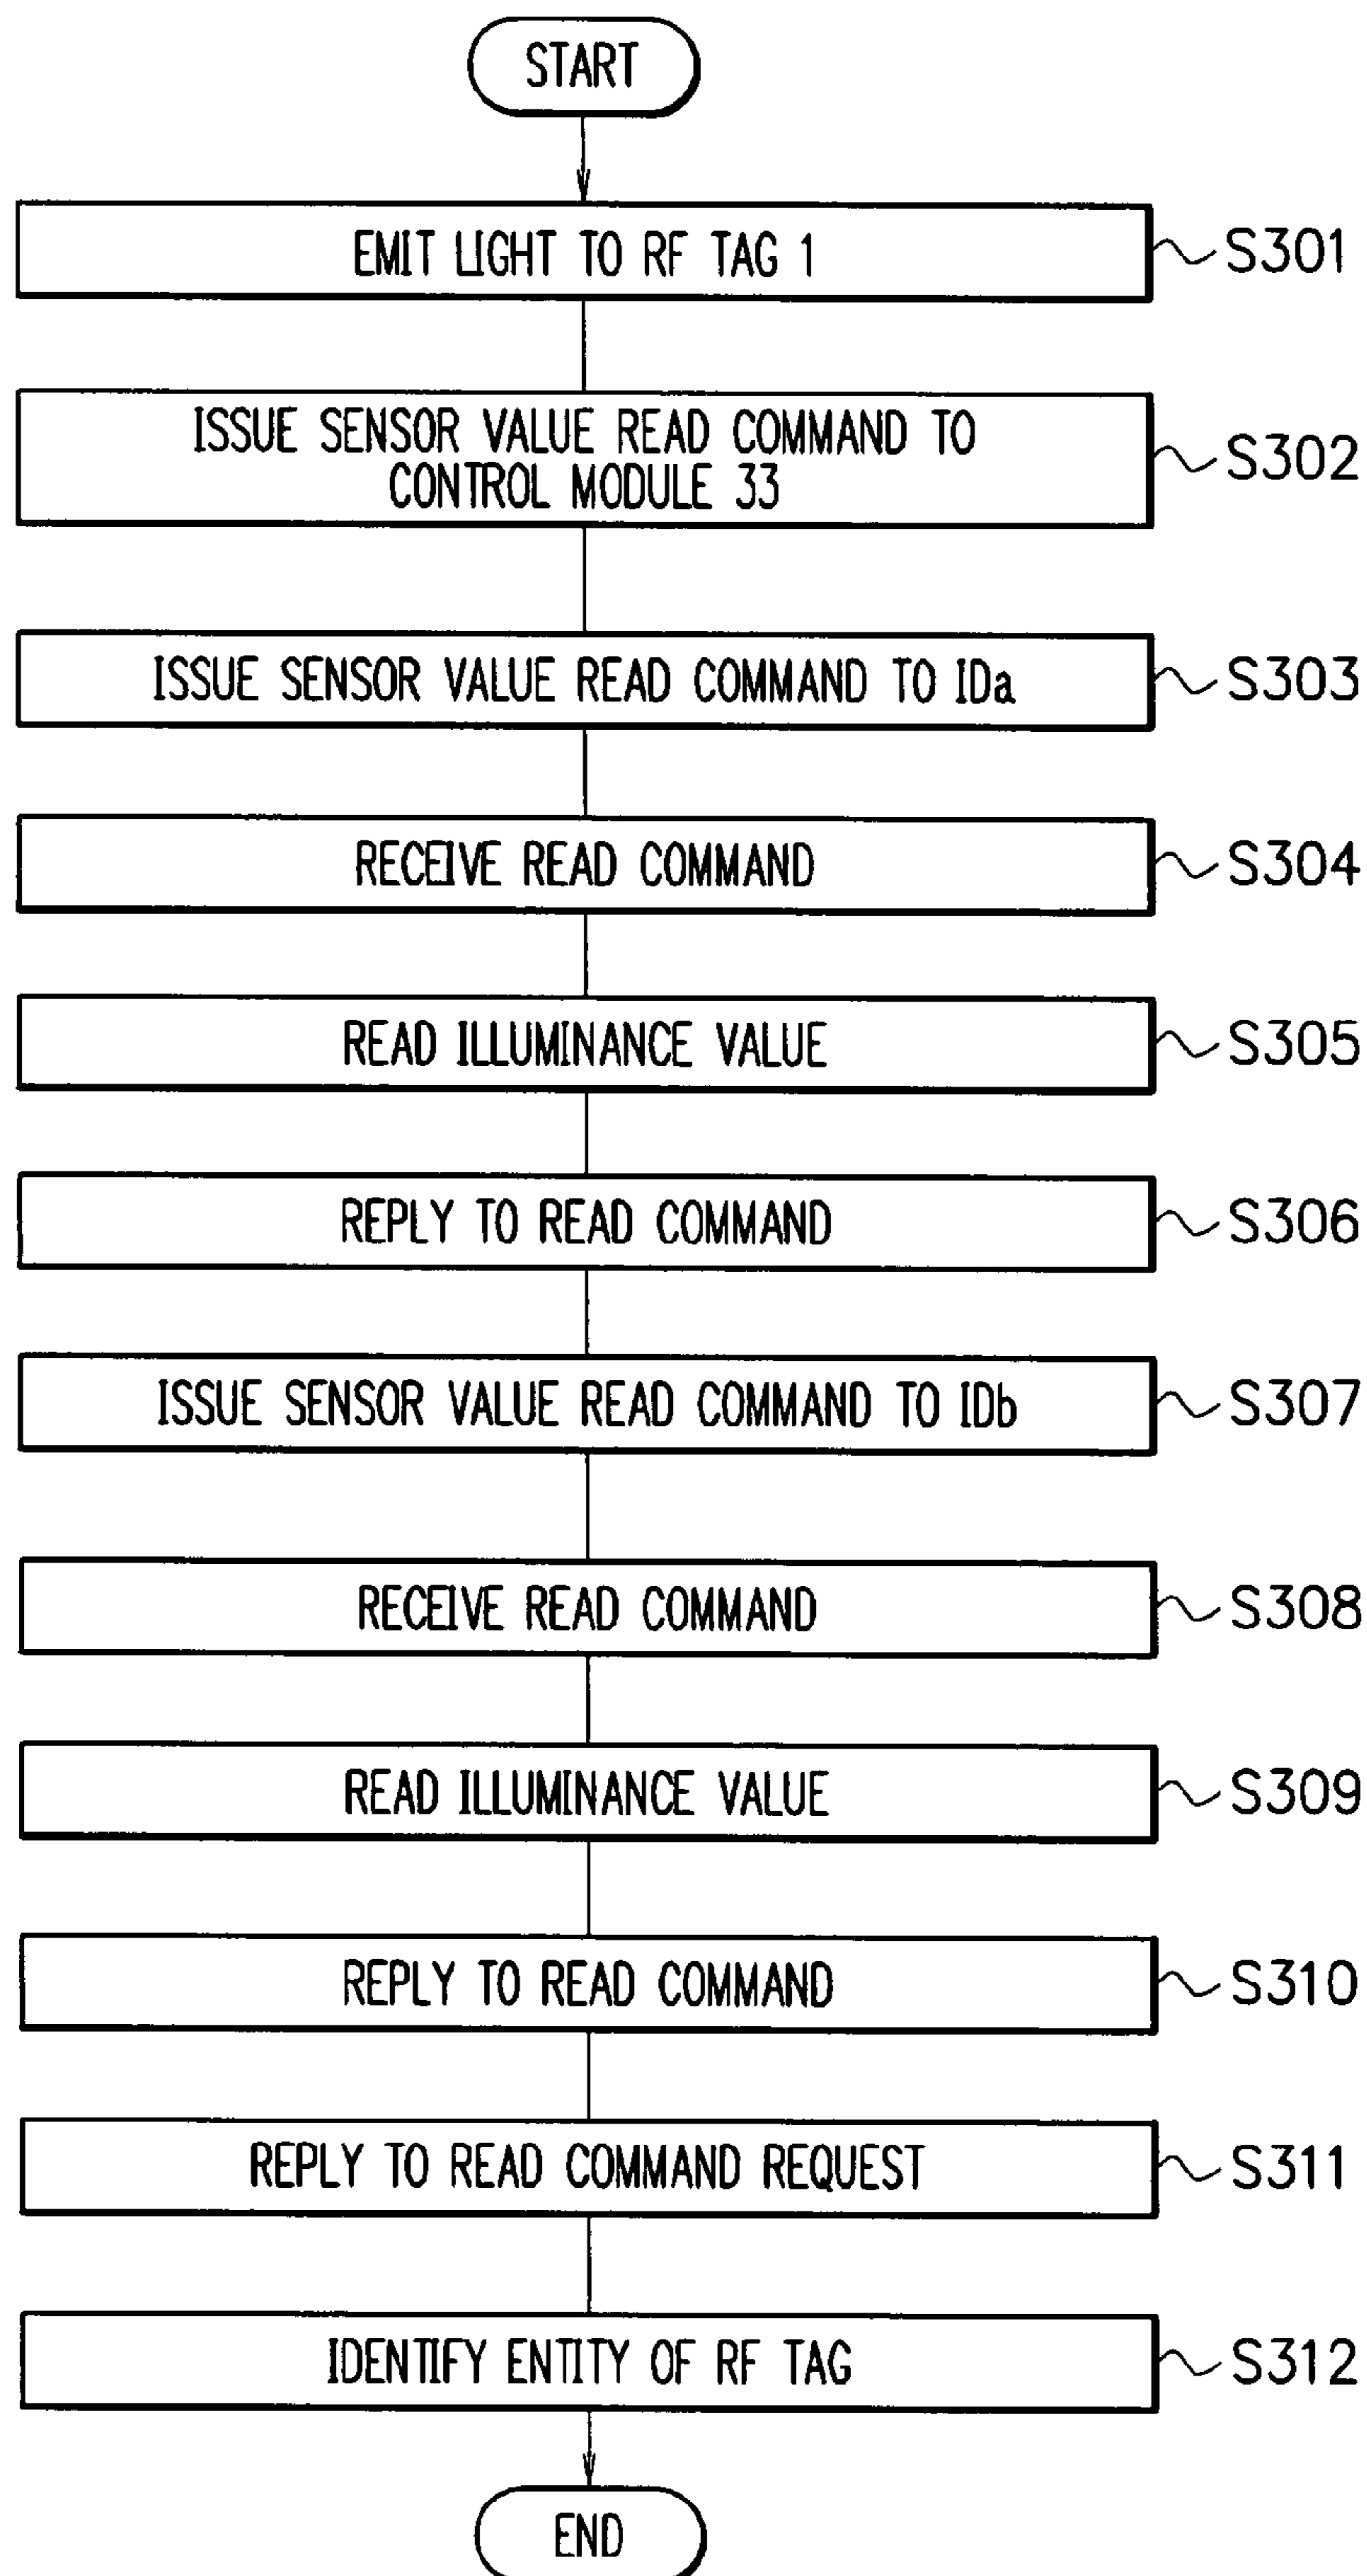 START
EMIT LIGHT TO RF TAG 1
S301
ISSUE SENSOR VALUE READ COMMAND TO
CONTROL MODULE 33
S302
ISSUE SENSOR VALUE READ COMMAND TO IDa
S303
RECEIVE READ COMMAND
S304
READ ILLUMINANCE VALUE
S305
REPLY TO READ COMMAND
S306
ISSUE SENSOR VALUE READ COMMAND TO IDb
S307
RECEIVE READ COMMAND
S308
READ ILLUMINANCE VALUE
S309
REPLY TO READ COMMAND
S310
REPLY TO READ COMMAND REQUEST
S311
IDENTIFY ENTITY OF RF TAG
S312
END